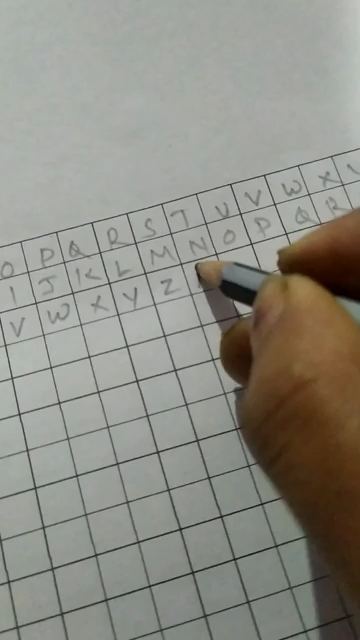 O P Q R S T U V W X
I J K L M N O P Q R
V W X Y Z